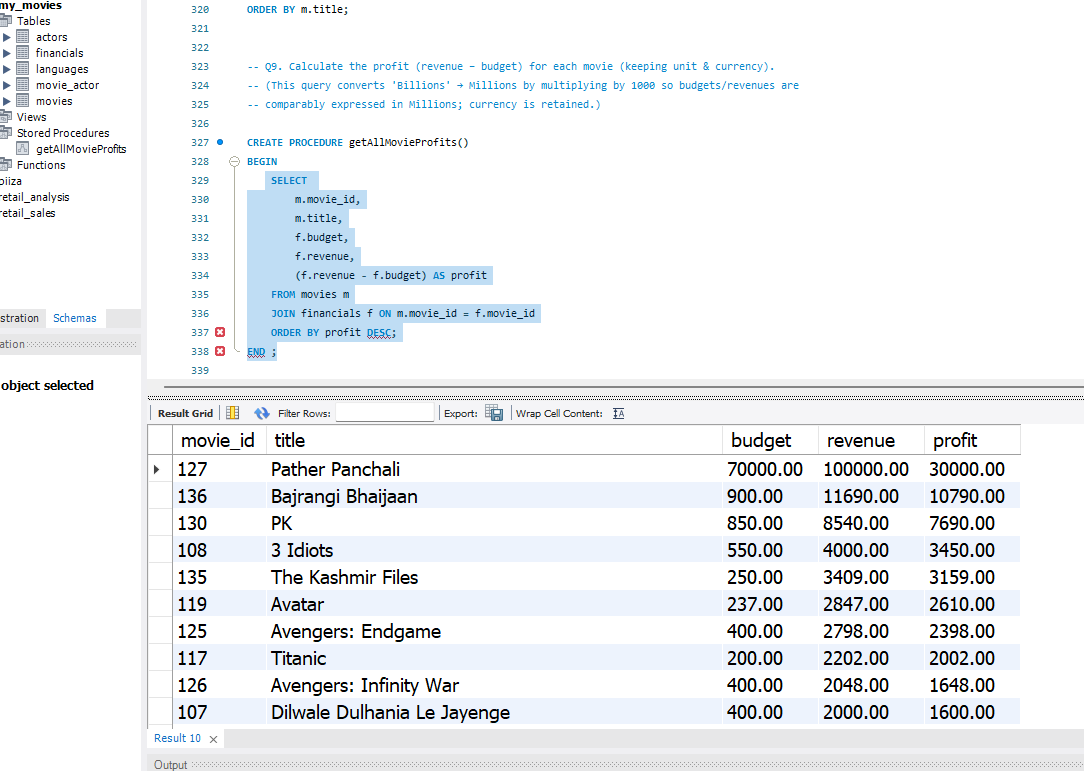 my_movies
Tables
actors
financials
languages
movie_actor
movies
Views
Stored Procedures
getAllMovieProfits
Functions
retail_analysis
retail_sales
stration Schemas
ation
object selected
320 ORDER BY m.title;
321
322
323 -- Q9. Calculate the profit (revenue – budget) for each movie (keeping unit & currency).
324 -- (This query converts 'Billions' → Millions by multiplying by 1000 so budgets/revenues are
325 -- comparably expressed in Millions; currency is retained.)
326
327 CREATE PROCEDURE getAllMovieProfits()
328 BEGIN
329 SELECT
330 m.movie_id,
331 m.title,
332 f.budget,
333 f.revenue,
334 (f.revenue - f.budget) AS profit
335 FROM movies m
336 JOIN financials f ON m.movie_id = f.movie_id
337 ORDER BY profit DESC;
338 END ;
339
Result Grid Filter Rows: Export: Wrap Cell Content:
movie_id title budget revenue profit
127 Pather Panchali 70000.00 100000.00 30000.00
136 Bajrangi Bhaijaan 900.00 11690.00 10790.00
130 PK 850.00 8540.00 7690.00
108 3 Idiots 550.00 4000.00 3450.00
135 The Kashmir Files 250.00 3409.00 3159.00
119 Avatar 237.00 2847.00 2610.00
125 Avengers: Endgame 400.00 2798.00 2398.00
117 Titanic 200.00 2202.00 2002.00
126 Avengers: Infinity War 400.00 2048.00 1648.00
107 Dilwale Dulhania Le Jayenge 400.00 2000.00 1600.00
Result 10
Output